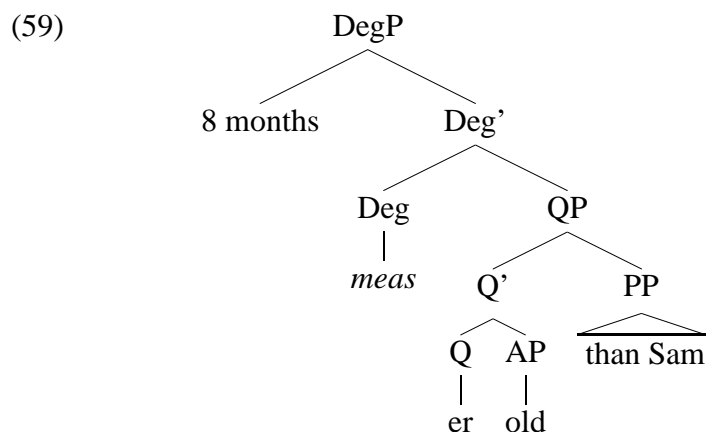 (59) DegP
8 months Deg’
Deg QP
meas Q’ PP
Q AP than Sam
er old